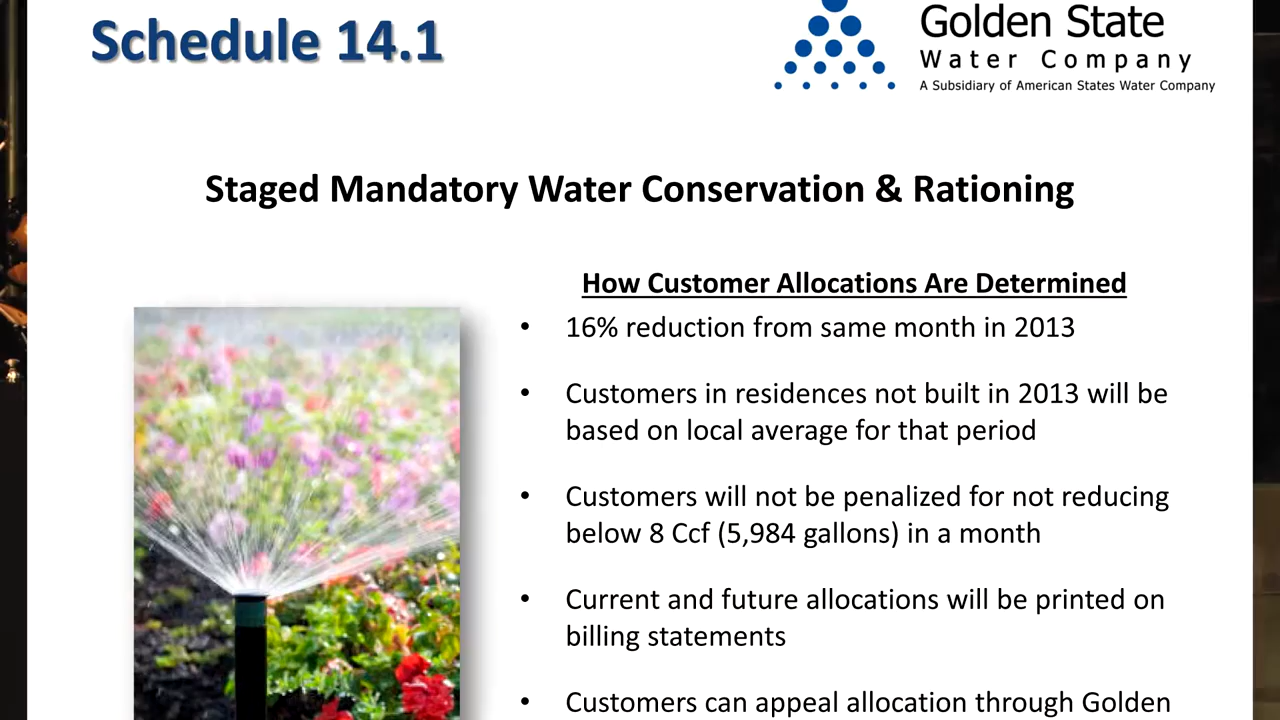 Schedule 14.1
Golden State
Water Company
A Subsidiary of American States Water Company
Staged Mandatory Water Conservation & Rationing
How Customer Allocations Are Determined
• 16% reduction from same month in 2013
• Customers in residences not built in 2013 will be
based on local average for that period
• Customers will not be penalized for not reducing
below 8 Ccf (5,984 gallons) in a month
• Current and future allocations will be printed on
billing statements
• Customers can appeal allocation through Golden